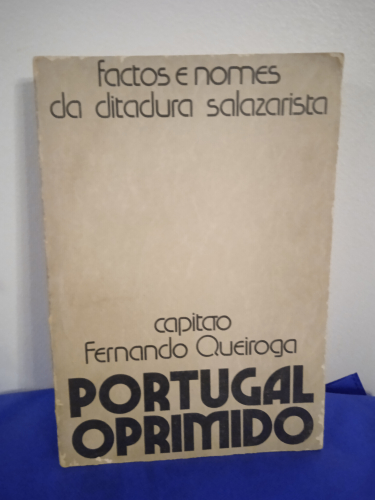 factos e nomes
da ditadura salazarista
capitão
Fernando Queiroga
PORTUGAL
OPRIMIDO